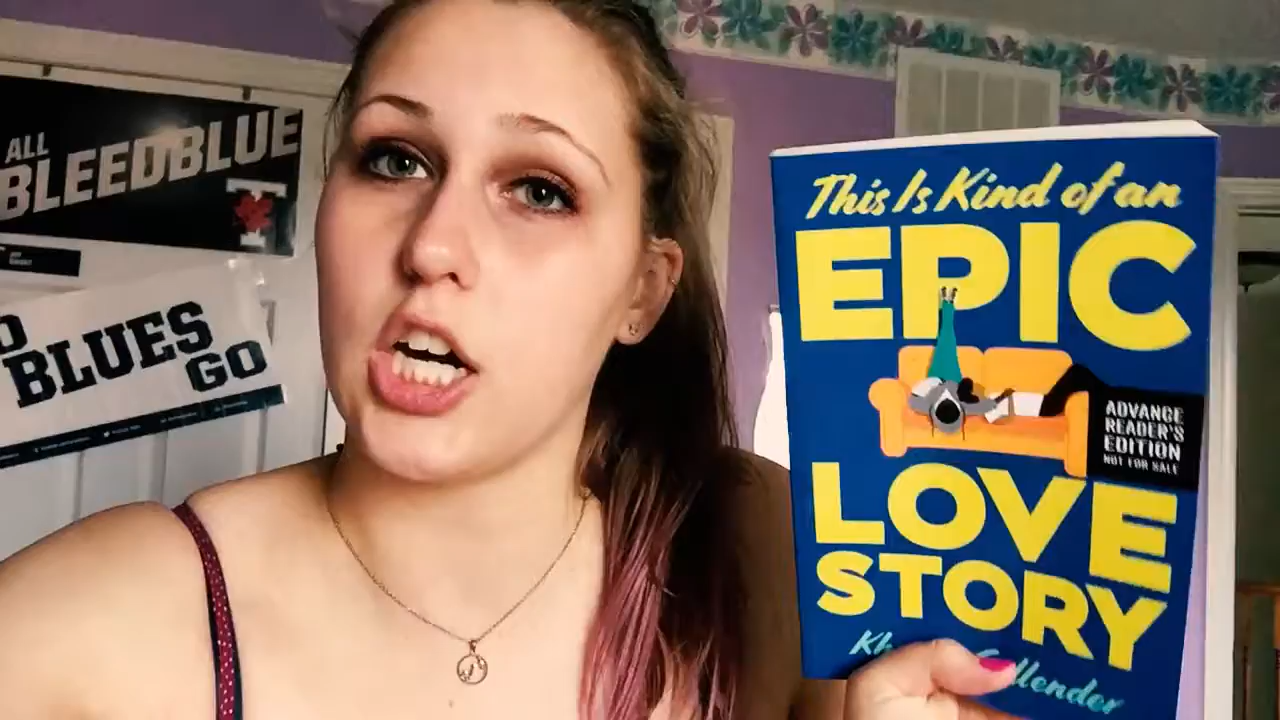 ALL
BLEEDBLUE
T
BLUES
GO
This Is Kind of an
EPIC
ADVANCE
READER'S
EDITION
NOT FOR SALE
LOVE
STORY